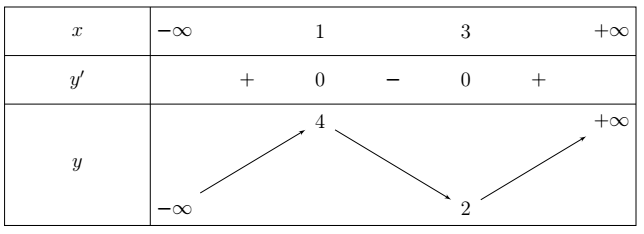 x −∞ 1 3 +∞
y′ + 0 − 0 +
4 +∞
y
−∞ 2